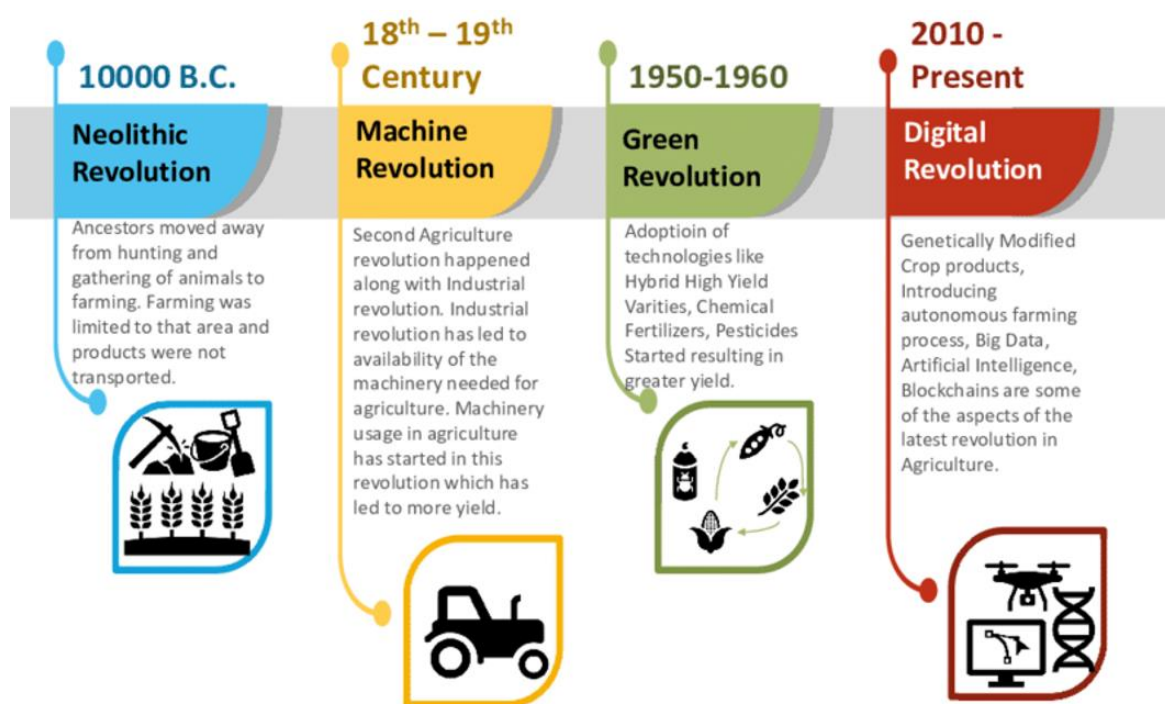 10000 B.C.
Neolithic
Revolution
Ancestors moved away
from hunting and
gathering of animals to
farming. Farming was
limited to that area and
products were not
transported.
18th – 19th
Century
Machine
Revolution
Second Agriculture
revolution happened
along with Industrial
revolution. Industrial
revolution has led to
availability of the
machinery needed for
agriculture. Machinery
usage in agriculture
has started in this
revolution which has
led to more yield.
1950-1960
Green
Revolution
Adoptioin of
technologies like
Hybrid High Yield
Varities, Chemical
Fertilizers, Pesticides
Started resulting in
greater yield.
2010 -
Present
Digital
Revolution
Genetically Modified
Crop products,
Introducing
autonomous farming
process, Big Data,
Artificial Intelligence,
Blockchains are some
of the aspects of the
latest revolution in
Agriculture.